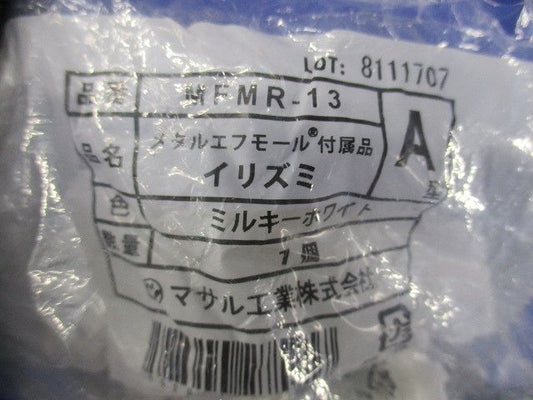 LOT: 8111707
品番 MFMR-13
品名 メタルエフモール®付属品
イリズミ
A型
色 ミルキーホワイト
数量 1個
マサル工業株式会社